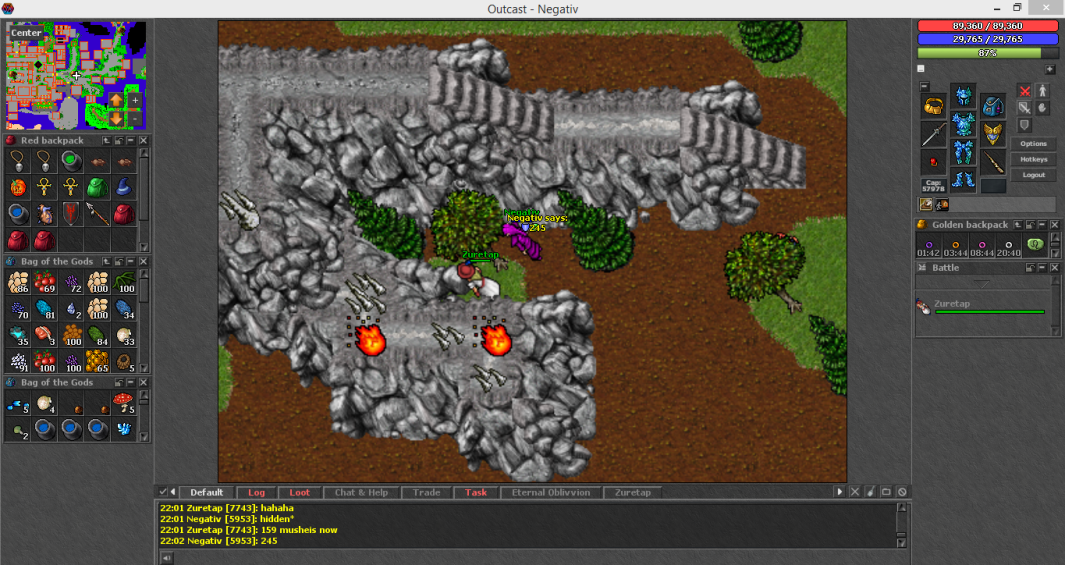 Outcast - Negativ
Center
Red backpack
Bag of the Gods
86
69
72
100
100
70
81
2
100
34
35
3
100
84
33
91
100
100
65
5
Bag of the Gods
5
4
5
2
Negativ
Negativ says:
245
Zuretap
89,360 / 89,360
29,765 / 29,765
87%
Cap:
57978
Options
Hotkeys
Logout
Golden backpack
01:42
03:44
08:44
20:40
Battle
Zuretap
Default
Log
Loot
Chat & Help
Trade
Task
Eternal Oblivvion
Zuretap
22:01 Zuretap [7743]: hahaha
22:01 Negativ [5953]: hidden*
22:01 Zuretap [7743]: 159 musheis now
22:02 Negativ [5953]: 245